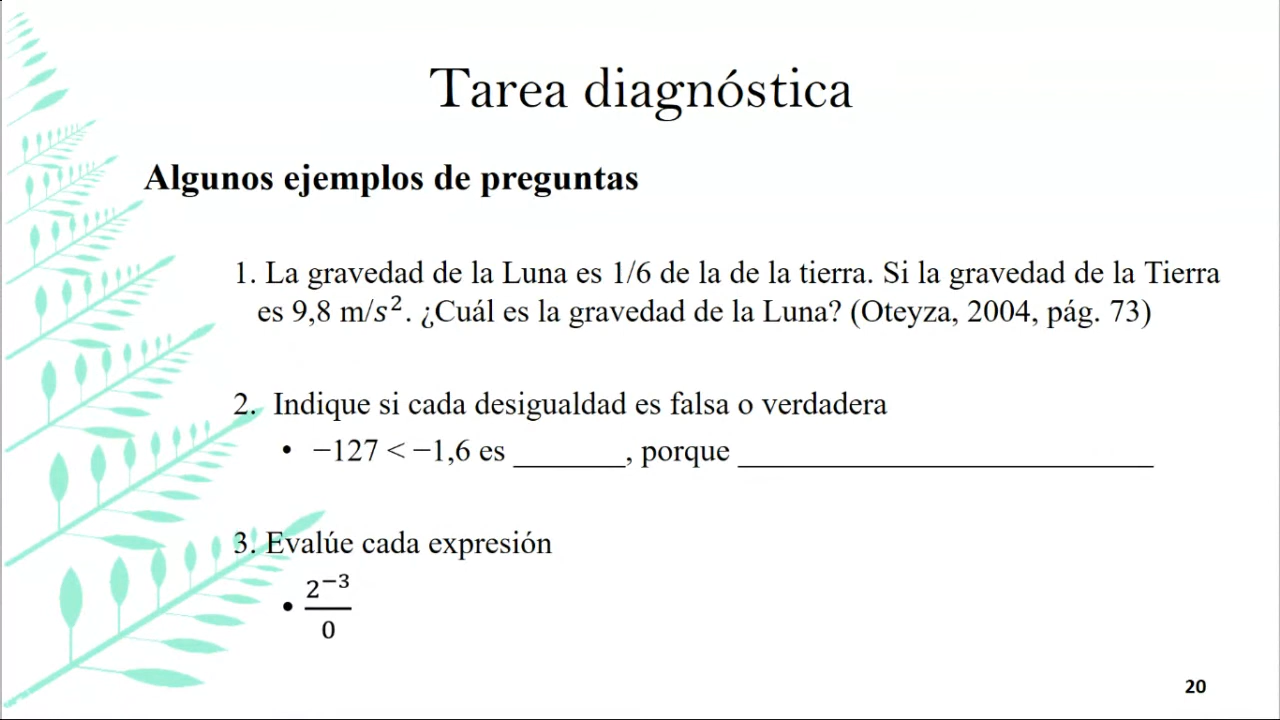 Tarea diagnóstica
Algunos ejemplos de preguntas
1. La gravedad de la Luna es 1/6 de la de la tierra. Si la gravedad de la Tierra
es 9,8 m/s². ¿Cuál es la gravedad de la Luna? (Oteyza, 2004, pág. 73)
2. Indique si cada desigualdad es falsa o verdadera
• −127 < −1,6 es _______, porque __________________________
3. Evalúe cada expresión
• 2⁻³
0
20